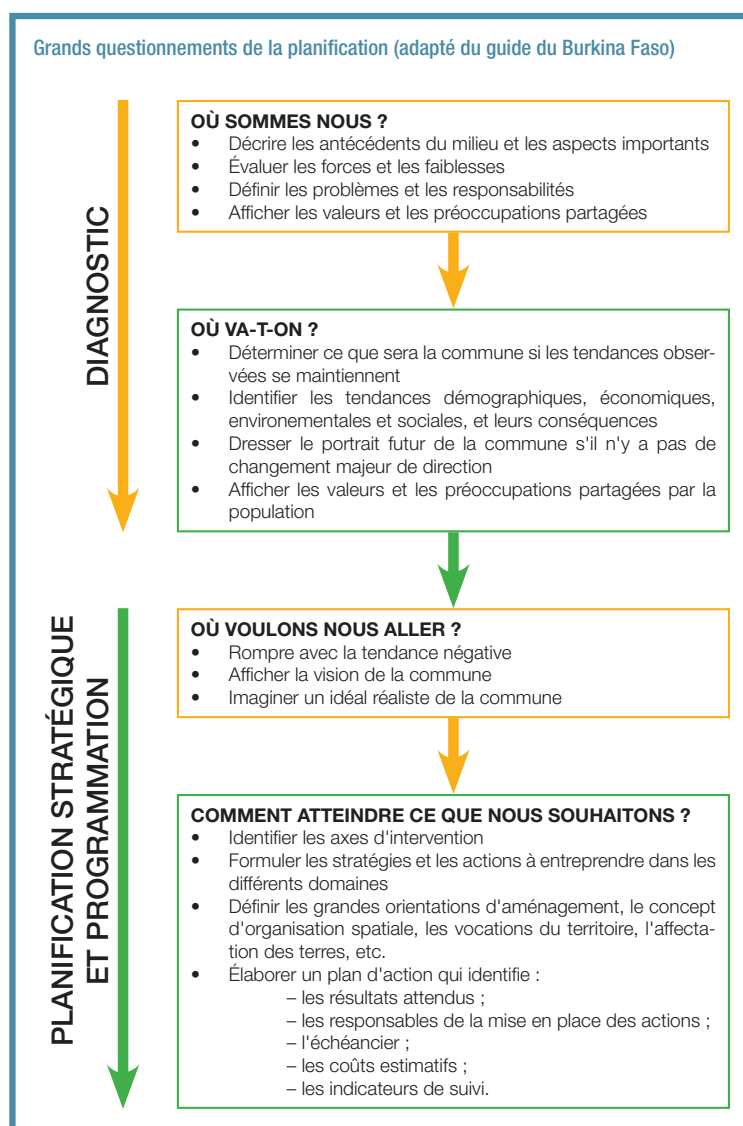 Grands questionnements de la planification (adapté du guide du Burkina Faso)
DIAGNOSTIC
OÙ SOMMES NOUS ?
• Décrire les antécédents du milieu et les aspects importants
• Évaluer les forces et les faiblesses
• Définir les problèmes et les responsabilités
• Afficher les valeurs et les préoccupations partagées
OÙ VA-T-ON ?
• Déterminer ce que sera la commune si les tendances obser-
vées se maintiennent
• Identifier les tendances démographiques, économiques,
environementales et sociales, et leurs conséquences
• Dresser le portrait futur de la commune s'il n'y a pas de
changement majeur de direction
• Afficher les valeurs et les préoccupations partagées par la
population
PLANIFICATION STRATÉGIQUE
ET PROGRAMMATION
OÙ VOULONS NOUS ALLER ?
• Rompre avec la tendance négative
• Afficher la vision de la commune
• Imaginer un idéal réaliste de la commune
COMMENT ATTEINDRE CE QUE NOUS SOUHAITONS ?
• Identifier les axes d'intervention
• Formuler les stratégies et les actions à entreprendre dans les
différents domaines
• Définir les grandes orientations d'aménagement, le concept
d'organisation spatiale, les vocations du territoire, l'affecta-
tion des terres, etc.
• Élaborer un plan d'action qui identifie :
– les résultats attendus ;
– les responsables de la mise en place des actions ;
– l'échéancier ;
– les coûts estimatifs ;
– les indicateurs de suivi.